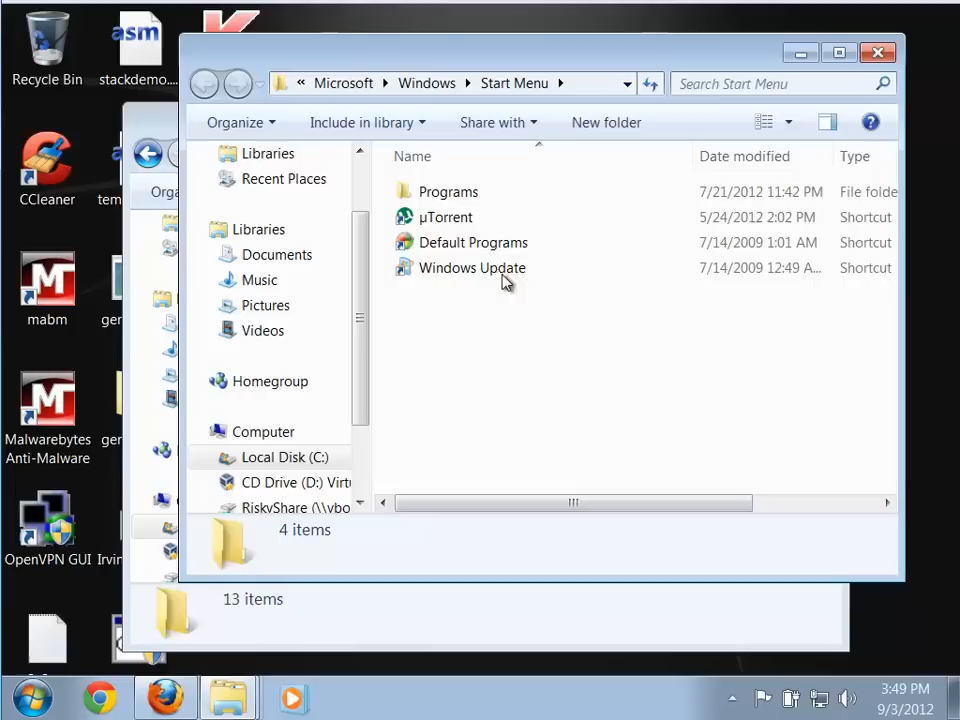 asm
Recycle Bin
stackdemo....
CCleaner
tem
mabm
ger
Malwarebytes
Anti-Malware
ger
OpenVPN GUI
Irvin
« Microsoft Windows Start Menu
Search Start Menu
Organize
Include in library
Share with
New folder
Orga
Libraries
Recent Places
Libraries
Documents
Music
Pictures
Videos
Homegroup
Computer
Local Disk (C:)
CD Drive (D:) Virtu
RiskyShare (\\vbo
Name
Date modified
Type
Programs
7/21/2012 11:42 PM
File folde
µTorrent
5/24/2012 2:02 PM
Shortcut
Default Programs
7/14/2009 1:01 AM
Shortcut
Windows Update
7/14/2009 12:49 A...
Shortcut
4 items
13 items
3:49 PM
9/3/2012